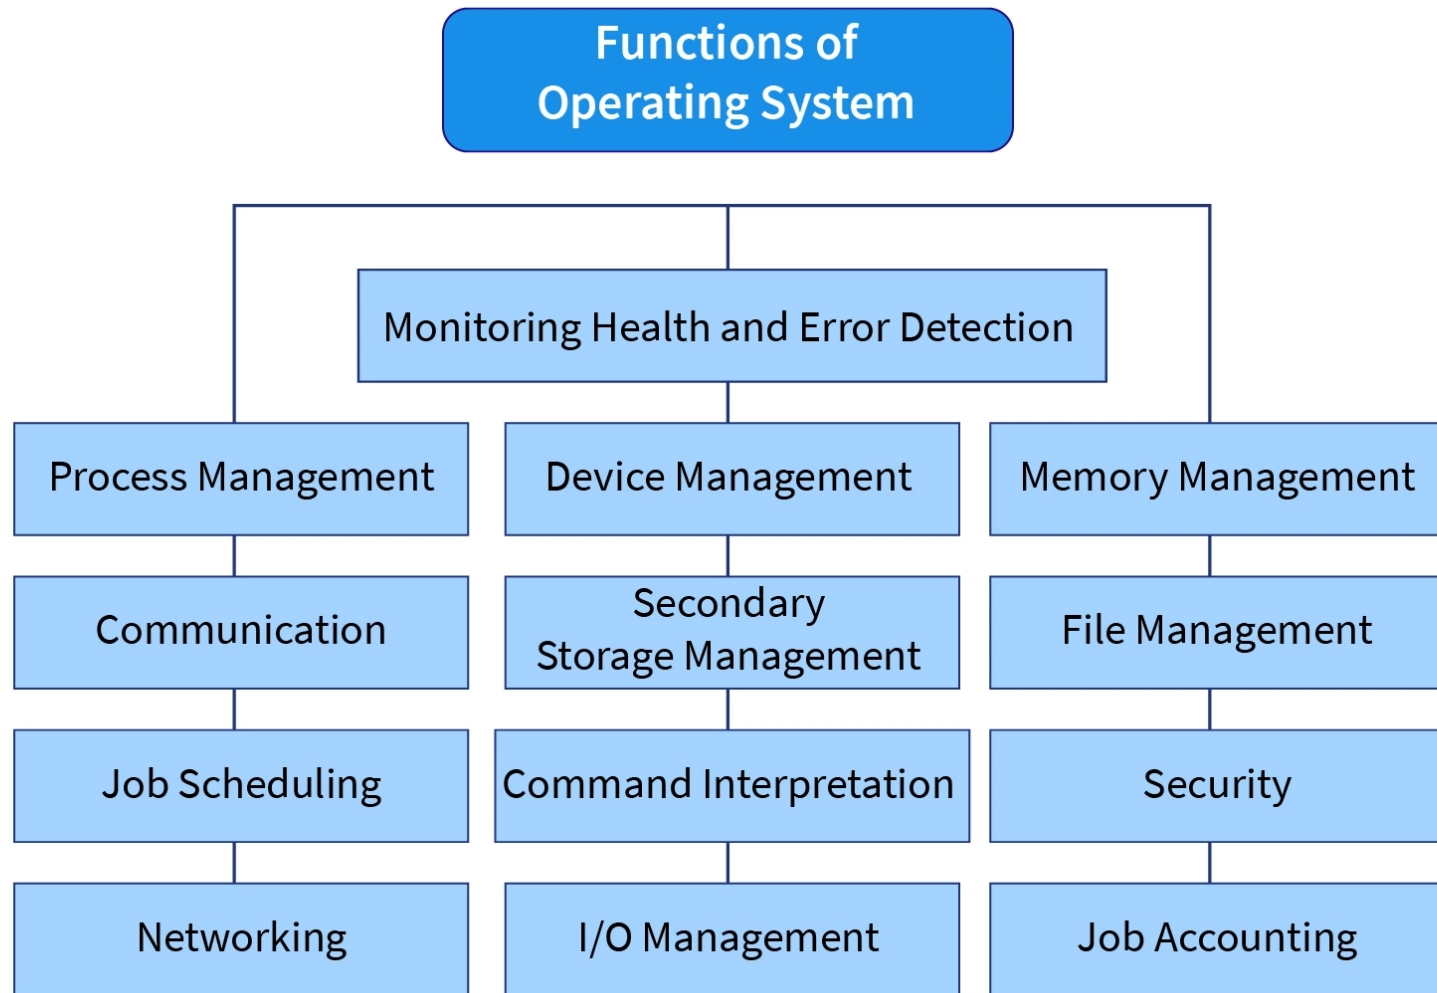 Functions of
Operating System
Monitoring Health and Error Detection
Process Management
Device Management
Memory Management
Communication
Secondary
Storage Management
File Management
Job Scheduling
Command Interpretation
Security
Networking
I/O Management
Job Accounting